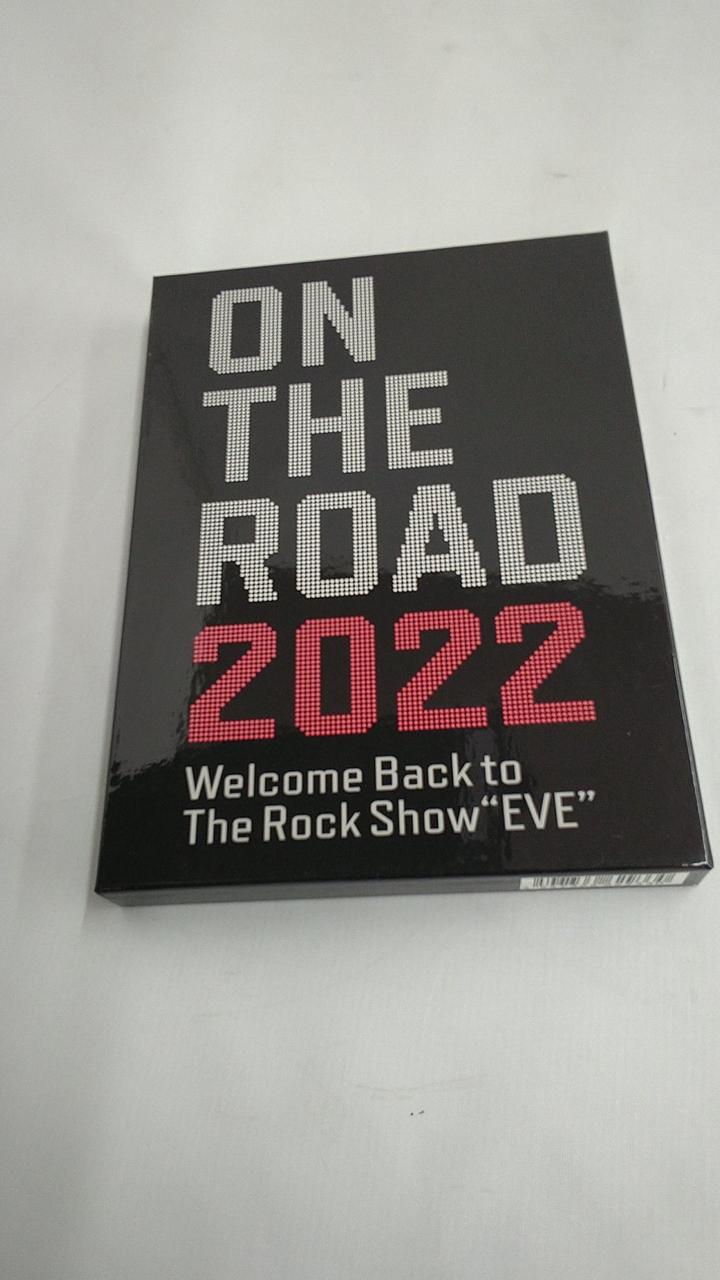 ON
THE
ROAD
2022
Welcome Back to
The Rock Show “EVE”